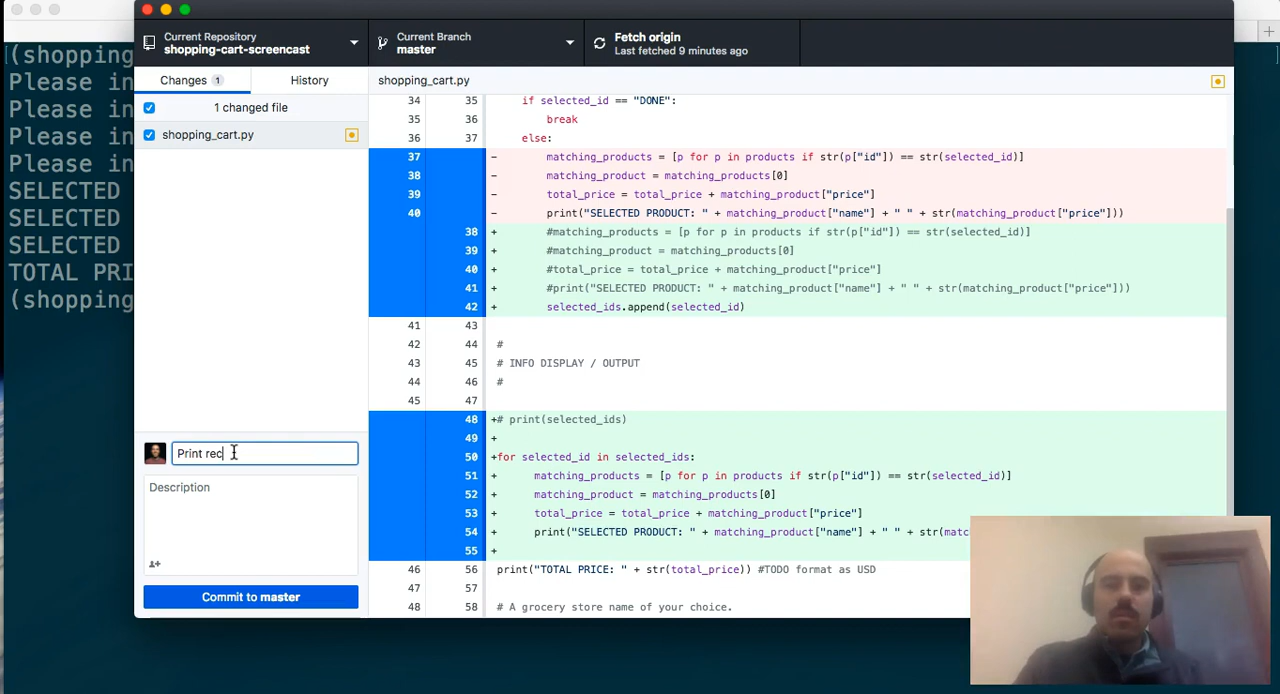 (shopping
Please in
Please in
Please in
Please in
SELECTED
SELECTED
SELECTED
TOTAL PRI
(shopping
Current Repository
shopping-cart-screencast
Current Branch
master
Fetch origin
Last fetched 9 minutes ago
Changes 1
History
shopping_cart.py
1 changed file
shopping_cart.py
34 35 if selected_id == "DONE":
35 36 break
36 37 else:
37 - matching_products = [p for p in products if str(p["id"]) == str(selected_id)]
38 - matching_product = matching_products[0]
39 - total_price = total_price + matching_product["price"]
40 - print("SELECTED PRODUCT: " + matching_product["name"] + " " + str(matching_product["price"]))
38 + #matching_products = [p for p in products if str(p["id"]) == str(selected_id)]
39 + #matching_product = matching_products[0]
40 + #total_price = total_price + matching_product["price"]
41 + #print("SELECTED PRODUCT: " + matching_product["name"] + " " + str(matching_product["price"]))
42 + selected_ids.append(selected_id)
41 43
42 44 #
43 45 # INFO DISPLAY / OUTPUT
44 46 #
45 47
48 +# print(selected_ids)
49 +
50 +for selected_id in selected_ids:
51 + matching_products = [p for p in products if str(p["id"]) == str(selected_id)]
52 + matching_product = matching_products[0]
53 + total_price = total_price + matching_product["price"]
54 + print("SELECTED PRODUCT: " + matching_product["name"] + " " + str(matc
55 +
46 56 print("TOTAL PRICE: " + str(total_price)) #TODO format as USD
47 57
48 58 # A grocery store name of your choice.
Print rec
Description
Commit to master